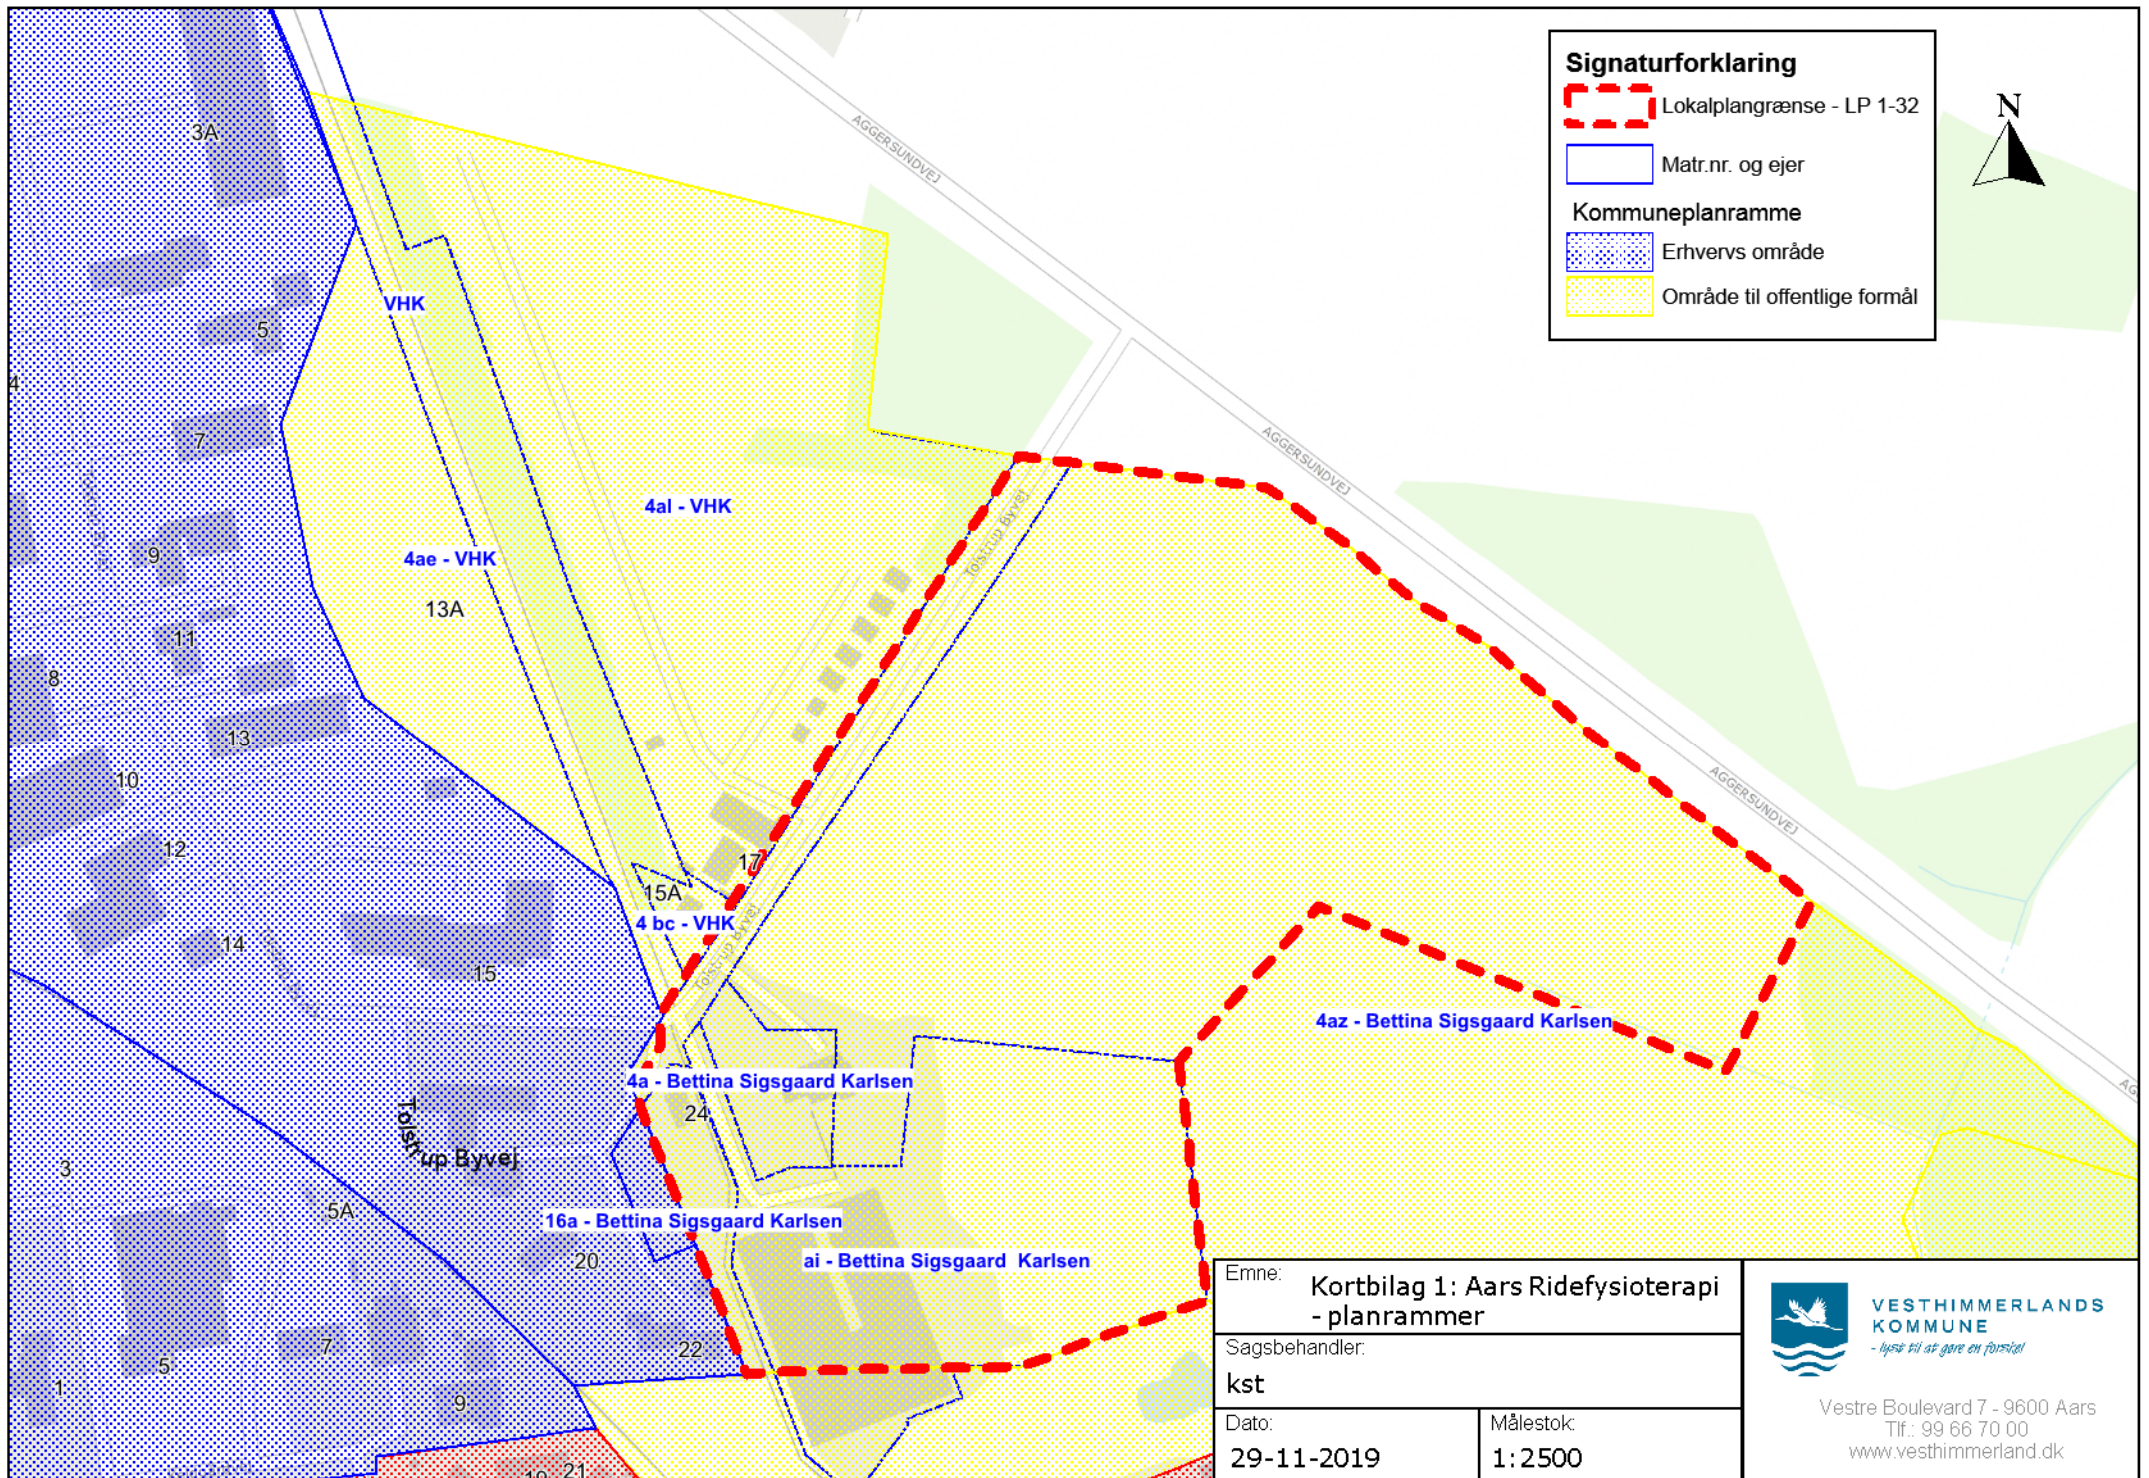 Signaturforklaring
Lokalplangrænse - LP 1-32
Matr.nr. og ejer
Kommuneplanramme
Erhvervs område
Område til offentlige formål
N
AGGERSUNDVEJ
AGGERSUNDVEJ
AGGERSUNDVEJ
3A
5
4
7
9
11
8
13
10
12
14
15
VHK
4al - VHK
4ae - VHK
13A
Tolstrup Byvej
17
15A
4 bc - VHK
Tolstrup Byvej
4az - Bettina Sigsgaard Karlsen
4a - Bettina Sigsgaard Karlsen
24
Tolstrup Byvej
3
5A
16a - Bettina Sigsgaard Karlsen
20
ai - Bettina Sigsgaard  Karlsen
22
7
5
1
9
19
21
Emne:
Kortbilag 1: Aars Ridefysioterapi
- planrammer
Sagsbehandler:
kst
Dato:
29-11-2019
Målestok:
1:2500
VESTHIMMERLANDS
KOMMUNE
- lyst til at gøre en forskel
Vestre Boulevard 7 - 9600 Aars
Tlf.: 99 66 70 00
www.vesthimmerland.dk